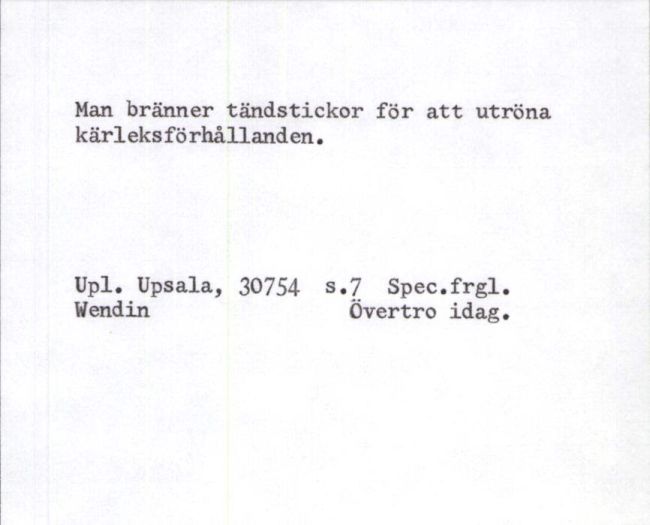 Man bränner tändstickor för att utröna
kärleksförhållanden.
Upl. Upsala, 30754 s.7 Spec.frgl.
Wendin Övertro idag.